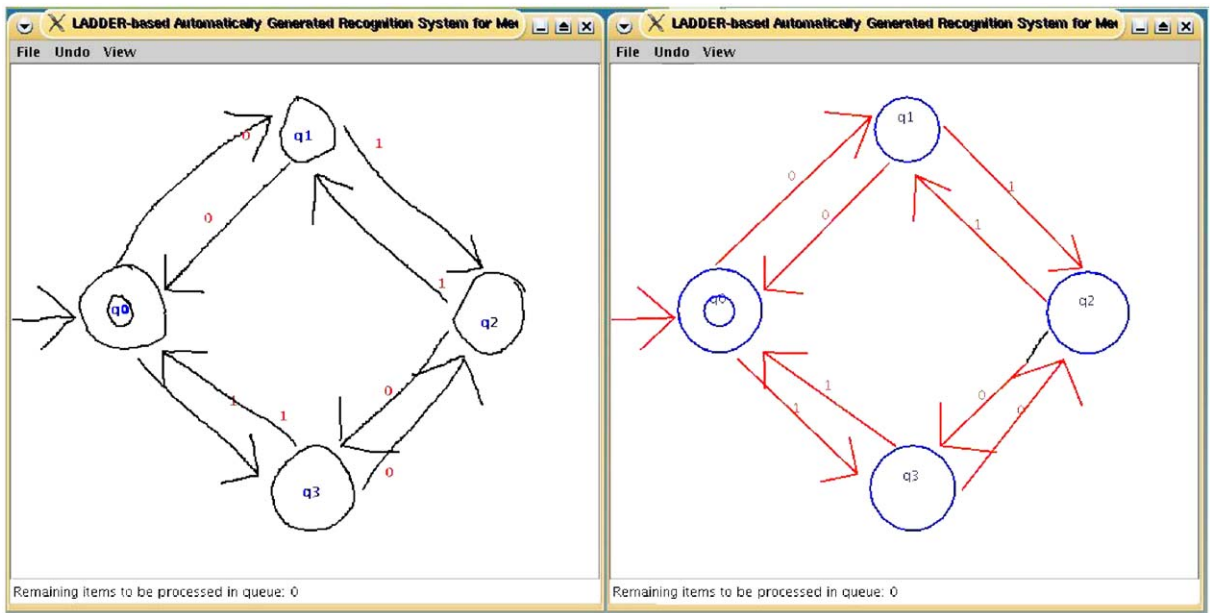 LADDER-based Automatically Generated Recognition System for Me
File Undo View
q1
0
1
0
1
q0
q2
0
1
1
0
q3
Remaining items to be processed in queue: 0
LADDER-based Automatically Generated Recognition System for Me
File Undo View
q1
0
1
0
1
q0
q2
1
0
1
0
q3
Remaining items to be processed in queue: 0